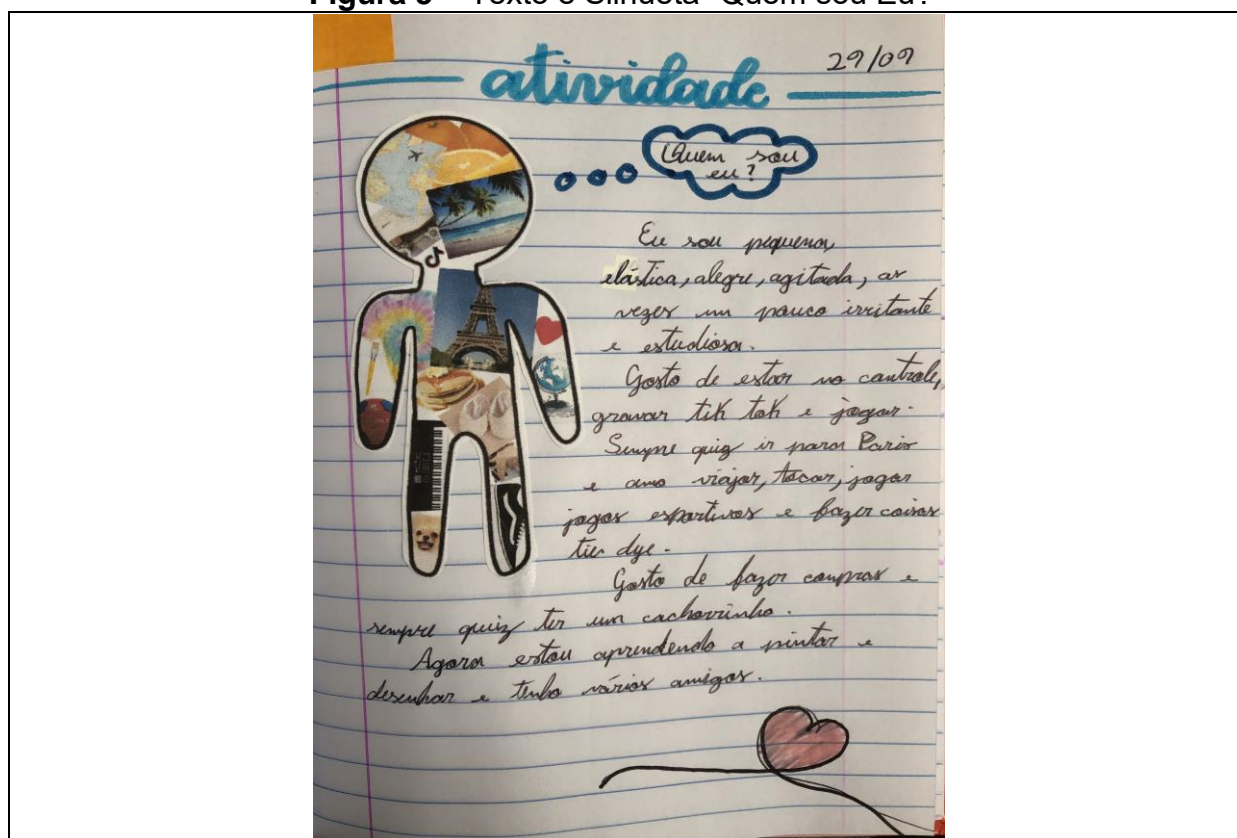 Figura 3 – Texto e Silhueta "Quem sou Eu?"
29/09
atividade
Quem sou
eu?
Eu sou pequena,
elástica, alegre, agitada, as
vezes um pouco irritante
e estudiosa.
Gosto de estar no controle,
gravar tik tok e jogar.
Sempre quiz ir para Paris
e amo viajar, tocar, jogar
jogos esportivos e fazer coisas
tie dye.
Gosto de fazer compras e
sempre quiz ter um cachorrinho.
Agora estou aprendendo a pintar e
desenhar e tenho vários amigos.